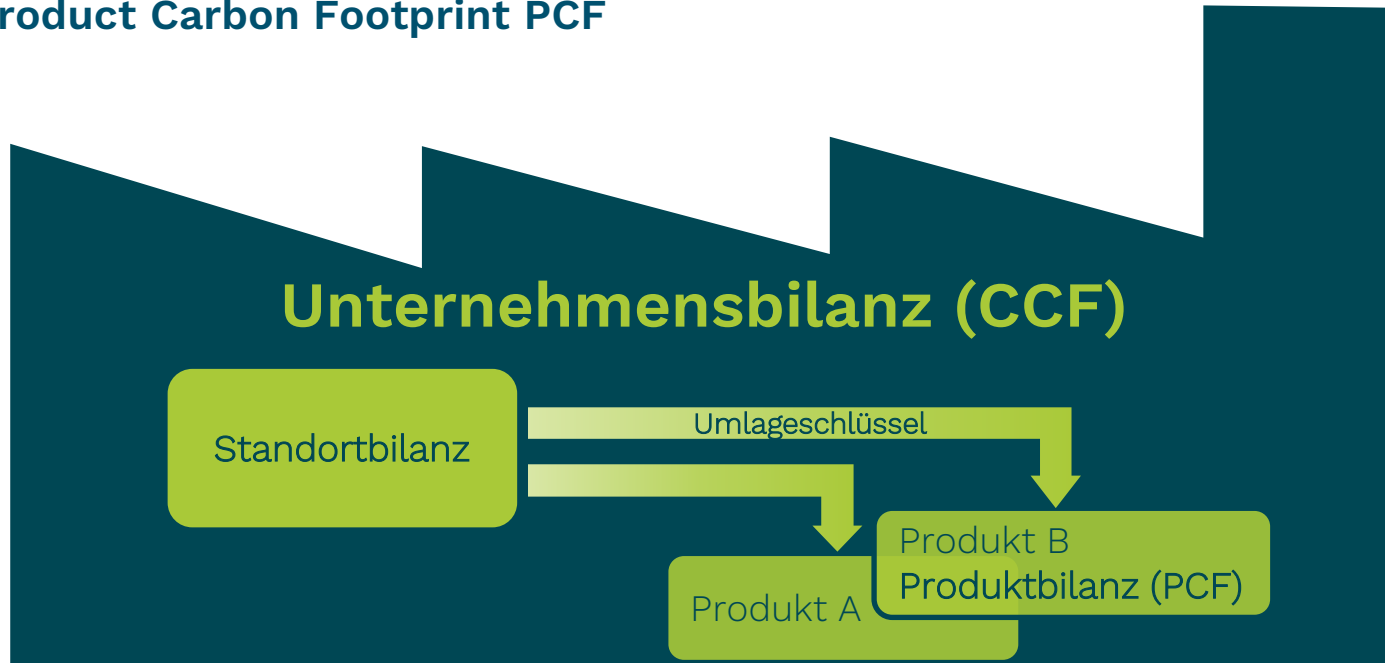 roduct Carbon Footprint PCF
Unternehmensbilanz (CCF)
Umlageschlüssel
Standortbilanz
Produkt B
Produktbilanz (PCF)
Produkt A